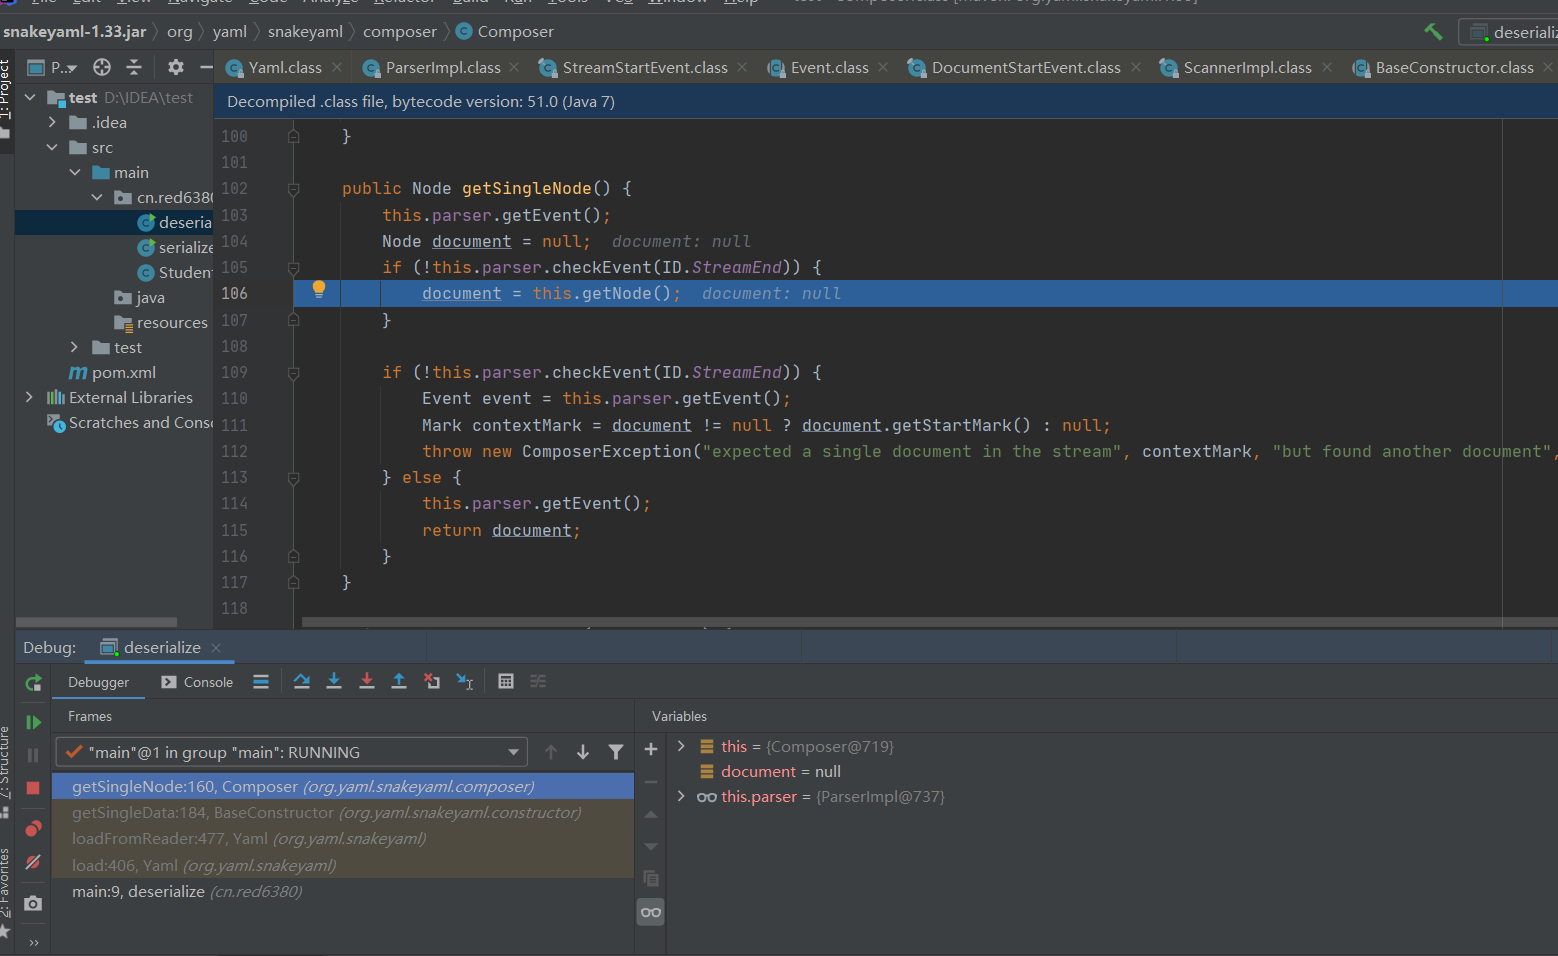 snakeyaml-1.33.jar org yaml snakeyaml composer Composer
P... Yaml.class ParserImpl.class StreamStartEvent.class Event.class DocumentStartEvent.class ScannerImpl.class BaseConstructor.class
1: Project
test D:\IDEA\test
.idea
src
main
cn.red6380
deseria
serialize
Studen
java
resources
test
pom.xml
External Libraries
Scratches and Cons
Decompiled .class file, bytecode version: 51.0 (Java 7)
100 }
101
102 public Node getSingleNode() {
103 this.parser.getEvent();
104 Node document = null; document: null
105 if (!this.parser.checkEvent(ID.StreamEnd)) {
106 document = this.getNode(); document: null
107 }
108
109 if (!this.parser.checkEvent(ID.StreamEnd)) {
110 Event event = this.parser.getEvent();
111 Mark contextMark = document != null ? document.getStartMark() : null;
112 throw new ComposerException("expected a single document in the stream", contextMark, "but found another document",
113 } else {
114 this.parser.getEvent();
115 return document;
116 }
117 }
118
Debug: deserialize
Debugger Console
Frames
"main"@1 in group "main": RUNNING
getSingleNode:160, Composer (org.yaml.snakeyaml.composer)
getSingleData:184, BaseConstructor (org.yaml.snakeyaml.constructor)
loadFromReader:477, Yaml (org.yaml.snakeyaml)
load:406, Yaml (org.yaml.snakeyaml)
main:9, deserialize (cn.red6380)
Variables
this = {Composer@719}
document = null
this.parser = {ParserImpl@737}
7: Structure
2: Favorites